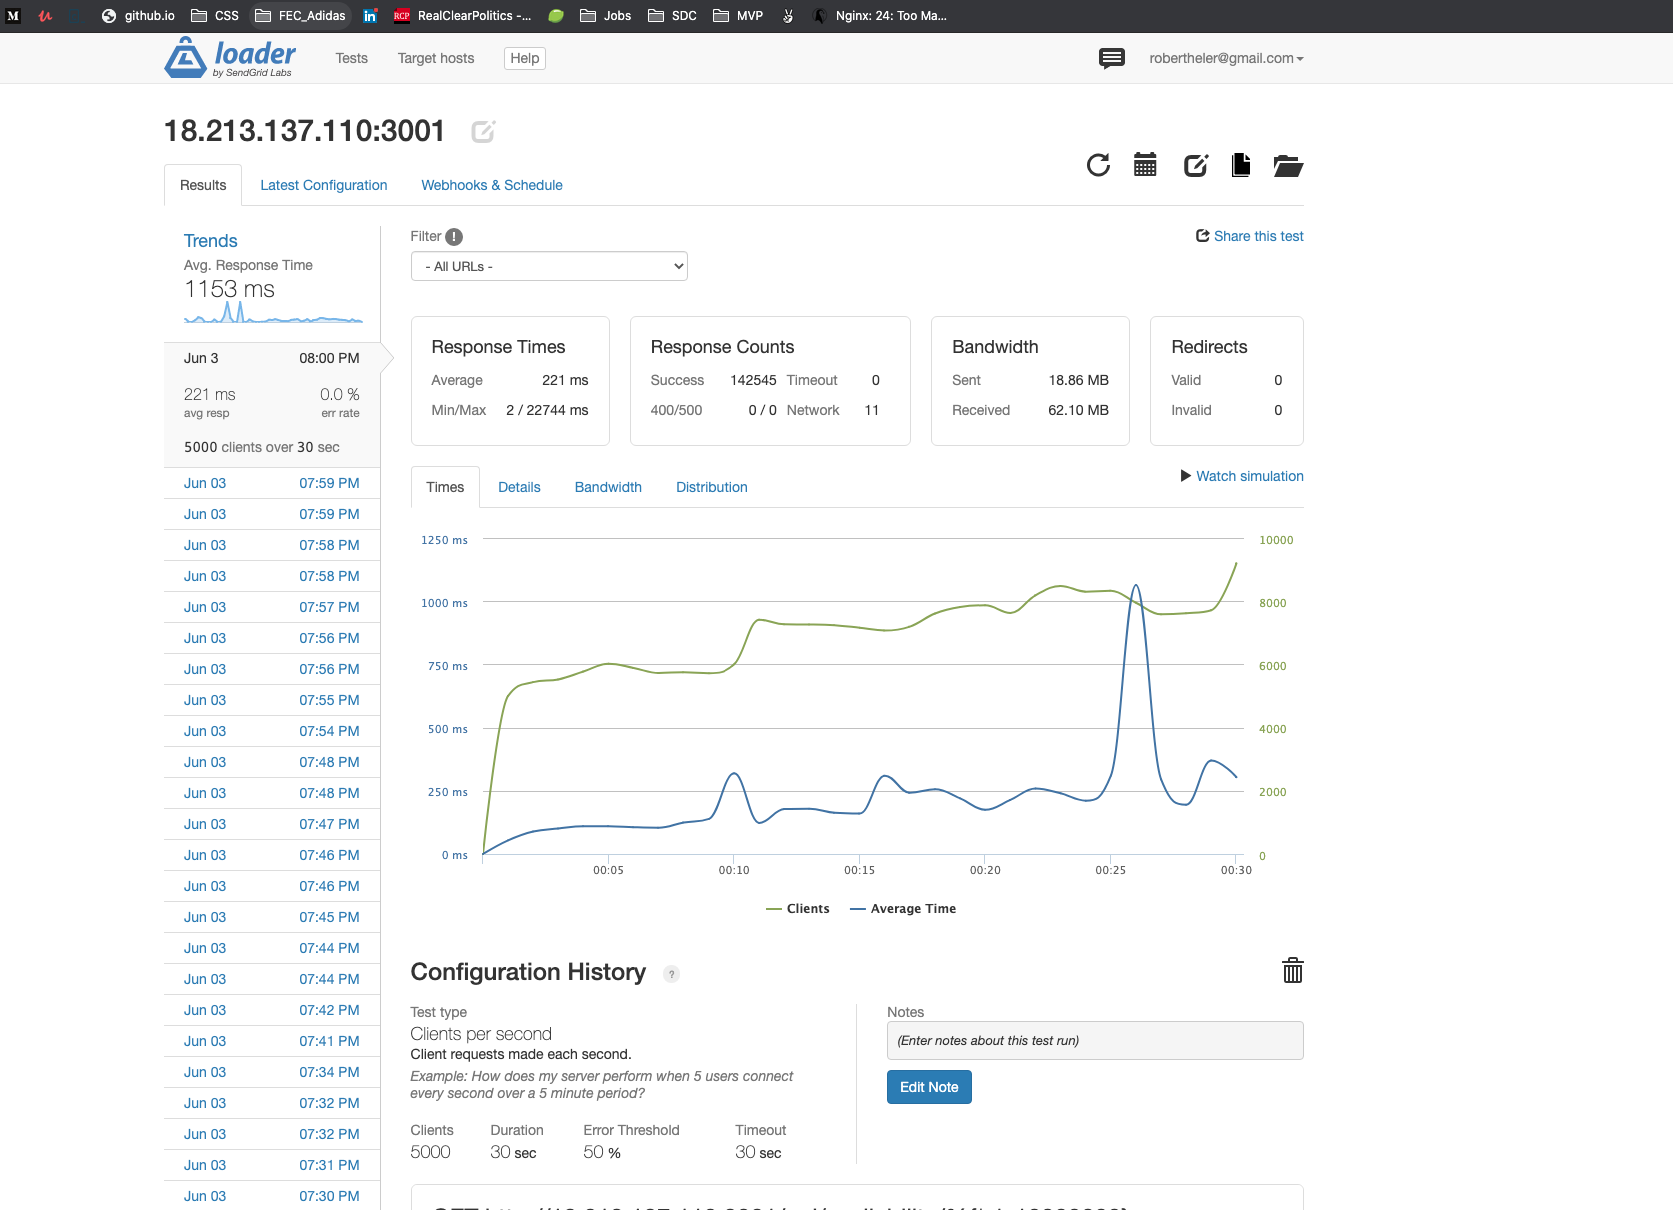 github.io CSS FEC_Adidas RealClearPolitics -... Jobs SDC MVP Nginx: 24: Too Ma...
loader
by SendGrid Labs
Tests Target hosts Help robertheler@gmail.com
18.213.137.110:3001
Results Latest Configuration Webhooks & Schedule
Trends
Avg. Response Time
1153 ms
Jun 3 08:00 PM
221 ms 0.0 %
avg resp err rate
5000 clients over 30 sec
Jun 03 07:59 PM
Jun 03 07:59 PM
Jun 03 07:58 PM
Jun 03 07:58 PM
Jun 03 07:57 PM
Jun 03 07:56 PM
Jun 03 07:56 PM
Jun 03 07:55 PM
Jun 03 07:54 PM
Jun 03 07:48 PM
Jun 03 07:48 PM
Jun 03 07:47 PM
Jun 03 07:46 PM
Jun 03 07:46 PM
Jun 03 07:45 PM
Jun 03 07:44 PM
Jun 03 07:44 PM
Jun 03 07:42 PM
Jun 03 07:41 PM
Jun 03 07:34 PM
Jun 03 07:32 PM
Jun 03 07:32 PM
Jun 03 07:31 PM
Jun 03 07:30 PM
Filter !
Share this test
- All URLs -
Response Times
Average 221 ms
Min/Max 2 / 22744 ms
Response Counts
Success 142545 Timeout 0
400/500 0 / 0 Network 11
Bandwidth
Sent 18.86 MB
Received 62.10 MB
Redirects
Valid 0
Invalid 0
Times Details Bandwidth Distribution
Watch simulation
1250 ms 10000
1000 ms 8000
750 ms 6000
500 ms 4000
250 ms 2000
0 ms 0
00:05 00:10 00:15 00:20 00:25 00:30
Clients Average Time
Configuration History ?
Test type
Clients per second
Client requests made each second.
Example: How does my server perform when 5 users connect
every second over a 5 minute period?
Clients Duration Error Threshold Timeout
5000 30 sec 50 % 30 sec
Notes
(Enter notes about this test run)
Edit Note